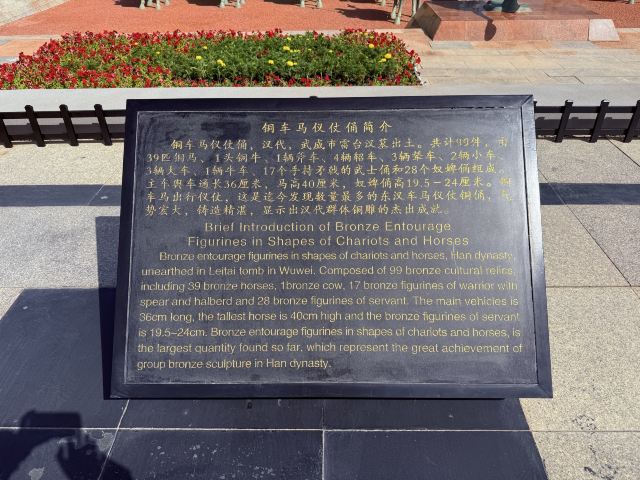 铜车马仪仗俑简介
铜车马仪仗俑，汉代，武威市雷台汉墓出土。共计99件，由
39匹铜马、1头铜牛、1辆斧车、4辆轺车、3辆辇车、2辆小车、
3辆大车、1辆牛车、17个手持矛戟的武士俑和28个奴婢俑组成。
主车舆车通长36厘米，马高40厘米，奴婢俑高19.5－24厘米。铜
车马出行仪仗，这是迄今发现数量最多的东汉车马仪仗铜俑，气
势宏大，铸造精湛，显示出汉代群体铜雕的杰出成就。
Brief Introduction of Bronze Entourage
Figurines in Shapes of Chariots and Horses
Bronze entourage figurines in shapes of chariots and horses, Han dynasty,
unearthed in Leitai tomb in Wuwei. Composed of 99 bronze cultural relics,
including 39 bronze horses, 1bronze cow, 17 bronze figurines of warrior with
spear and halberd and 28 bronze figurines of servant. The main vehicles is
36cm long, the tallest horse is 40cm high and the bronze figurines of servant
is 19.5~24cm. Bronze entourage figurines in shapes of chariots and horses, is
the largest quantity found so far, which represent the great achievement of
group bronze sculpture in Han dynasty.